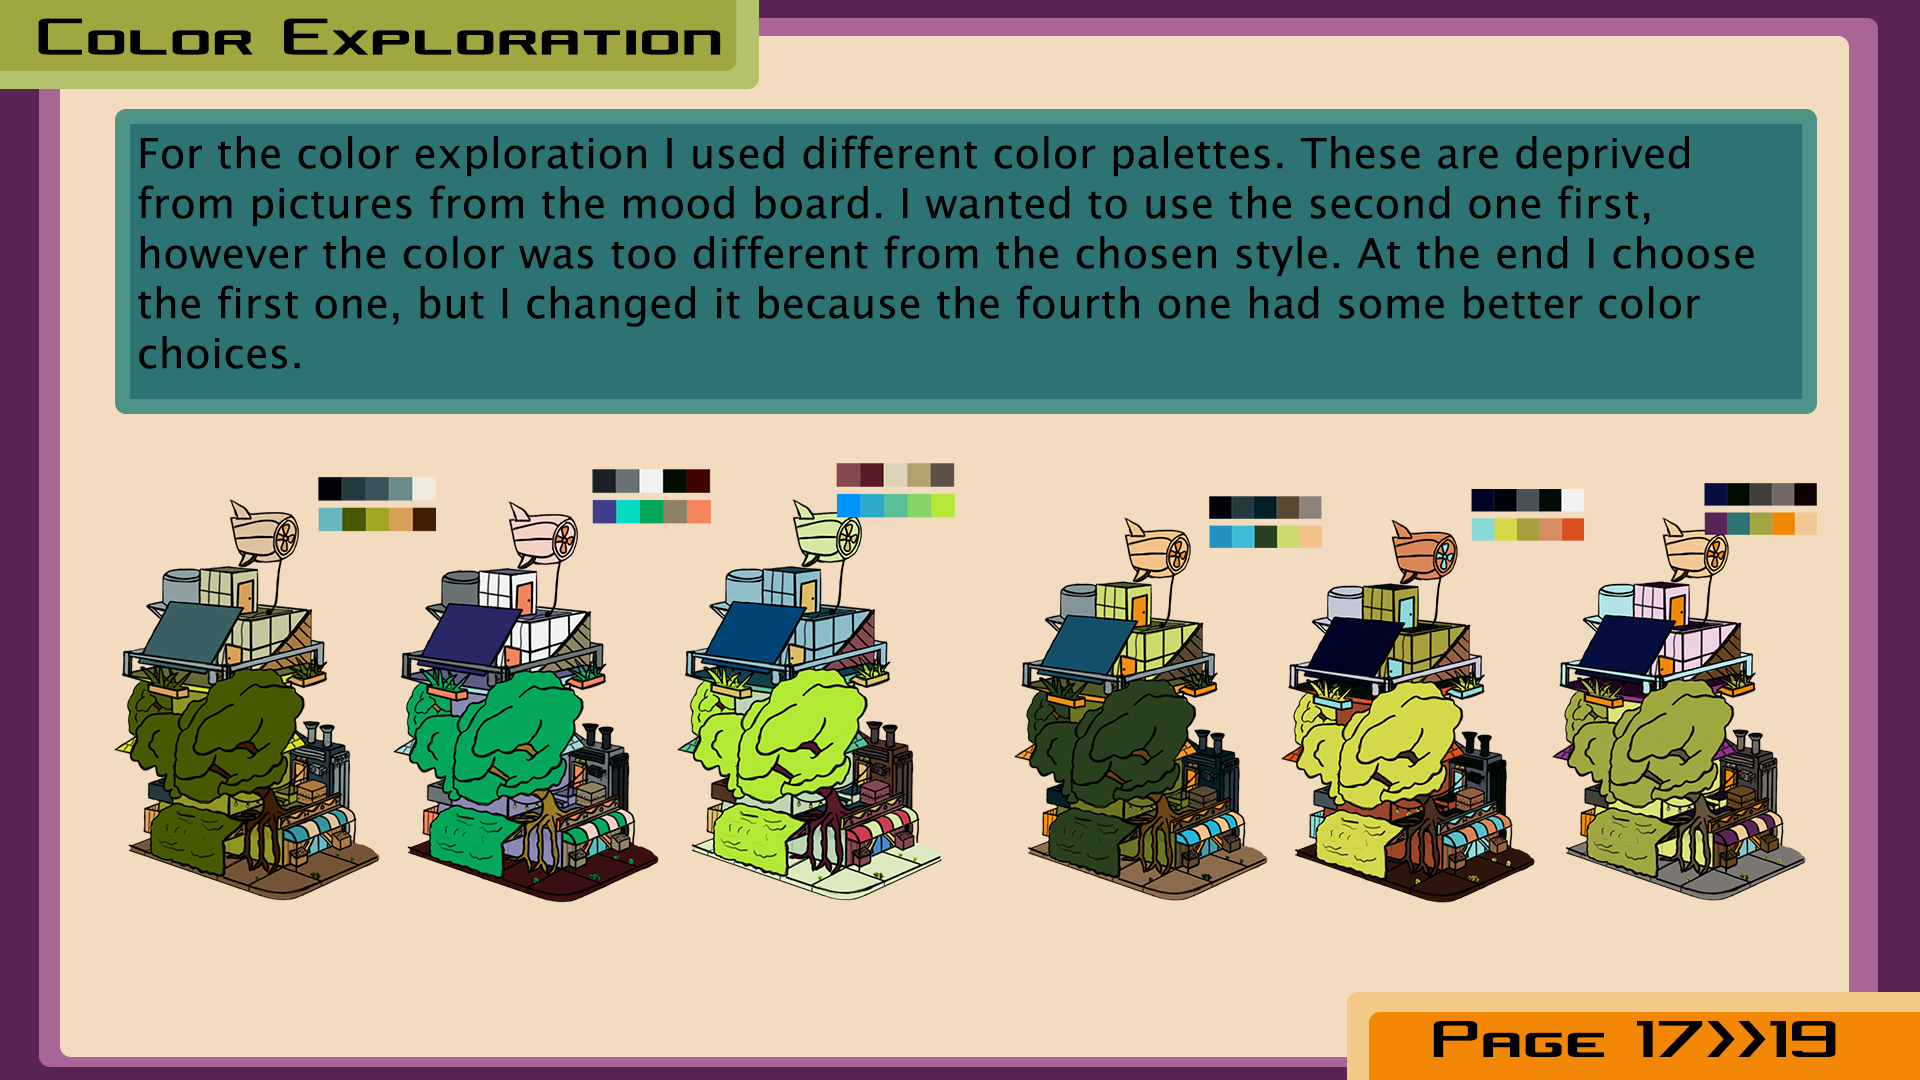 Color Exploration
For the color exploration I used different color palettes. These are deprived
from pictures from the mood board. I wanted to use the second one first,
however the color was too different from the chosen style. At the end I choose
the first one, but I changed it because the fourth one had some better color
choices.
Page 17>>19